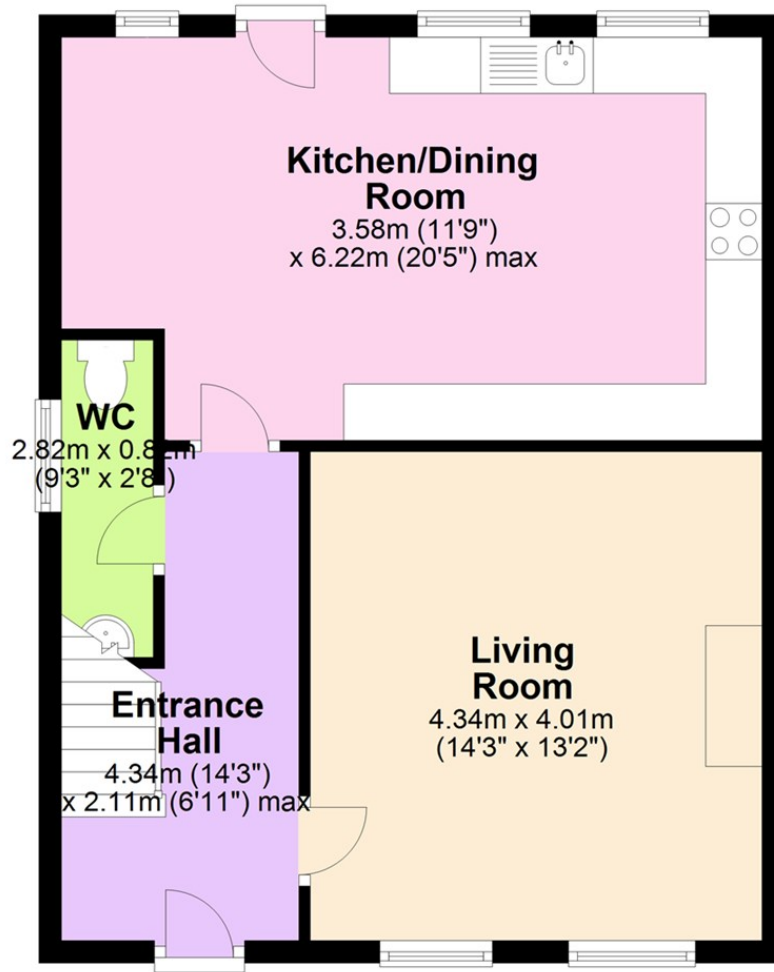 Kitchen/Dining
Room
3.58m (11'9")
x 6.22m (20'5") max
WC
2.82m x 0.82m
(9'3" x 2'8")
Living
Room
4.34m x 4.01m
(14'3" x 13'2")
Entrance
Hall
4.34m (14'3")
x 2.11m (6'11") max